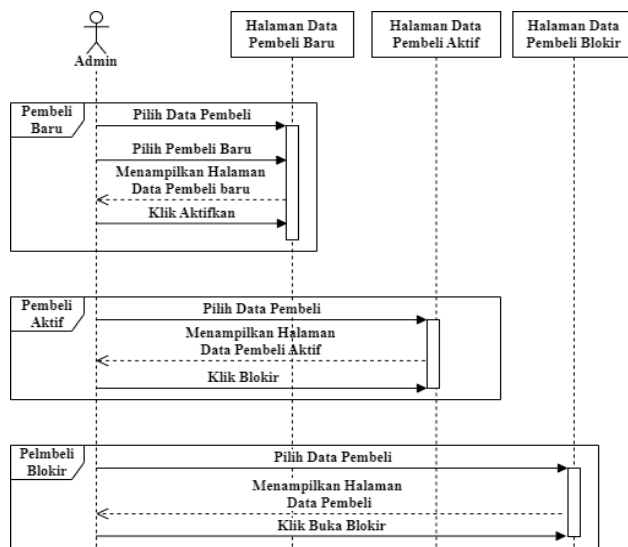 Admin
Halaman Data
Pembeli Baru
Halaman Data
Pembeli Aktif
Halaman Data
Pembeli Blokir
Pembeli
Baru
Pilih Data Pembeli
Pilih Pembeli Baru
Menampilkan Halaman
Data Pembeli baru
Klik Aktifkan
Pembeli
Aktif
Pilih Data Pembeli
Menampilkan Halaman
Data Pembeli Aktif
Klik Blokir
Pelmbeli
Blokir
Pilih Data Pembeli
Menampilkan Halaman
Data Pembeli
Klik Buka Blokir